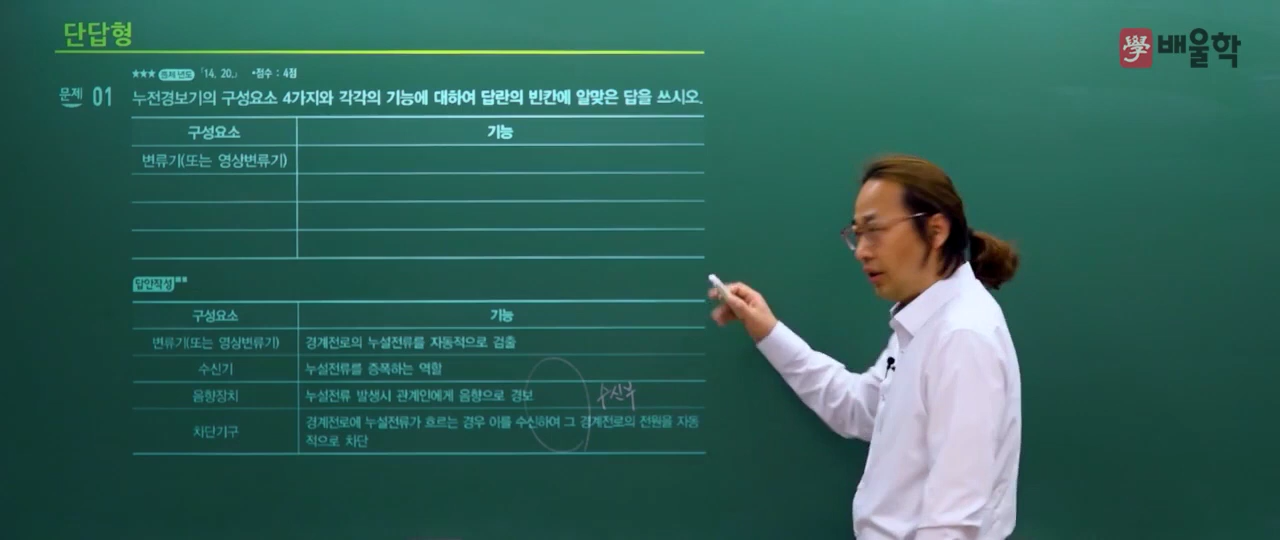 단답형
學 배울학
★★★ 출제년도 「14. 20.」 •점수 : 4점
문제 01 누전경보기의 구성요소 4가지와 각각의 기능에 대하여 답란의 빈칸에 알맞은 답을 쓰시오.
구성요소 기능
변류기(또는 영상변류기)
답안작성
구성요소 기능
변류기(또는 영상변류기) 경계전로의 누설전류를 자동적으로 검출
수신기 누설전류를 증폭하는 역할
음향장치 누설전류 발생시 관계인에게 음향으로 경보
수신부
차단기구 경계전로에 누설전류가 흐르는 경우 이를 수신하여 그 경계전로의 전원을 자동
적으로 차단